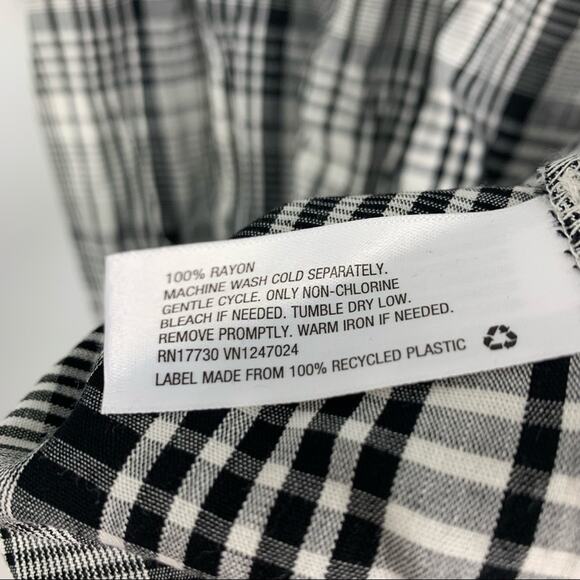 100% RAYON
MACHINE WASH COLD SEPARATELY.
GENTLE CYCLE. ONLY NON-CHLORINE
BLEACH IF NEEDED. TUMBLE DRY LOW.
REMOVE PROMPTLY. WARM IRON IF NEEDED.
RN17730 VN1247024
LABEL MADE FROM 100% RECYCLED PLASTIC